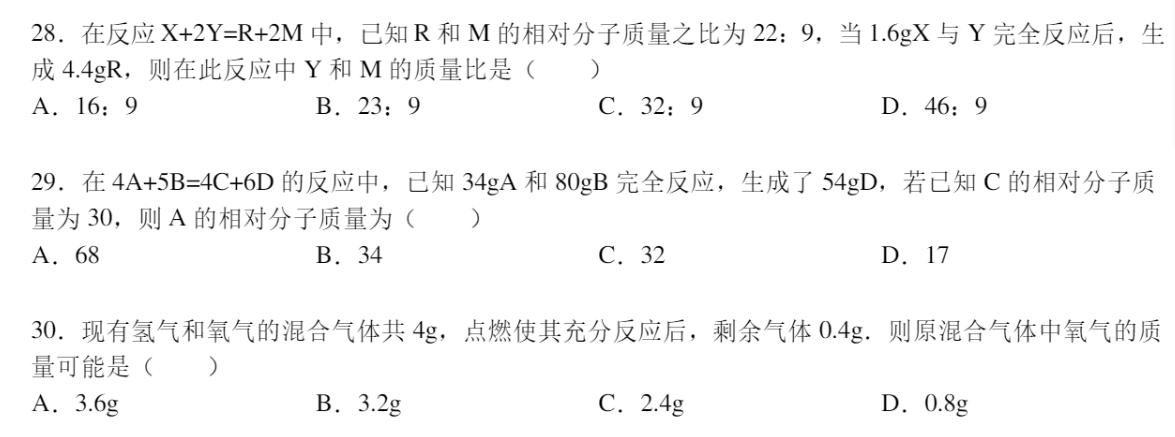 28．在反应 X+2Y=R+2M 中，已知 R 和 M 的相对分子质量之比为 22：9，当 1.6gX 与 Y 完全反应后，生
成 4.4gR，则在此反应中 Y 和 M 的质量比是（　　）
A．16：9　　B．23：9　　C．32：9　　D．46：9
29．在 4A+5B=4C+6D 的反应中，已知 34gA 和 80gB 完全反应，生成了 54gD，若已知 C 的相对分子质
量为 30，则 A 的相对分子质量为（　　）
A．68　　B．34　　C．32　　D．17
30．现有氢气和氧气的混合气体共 4g，点燃使其充分反应后，剩余气体 0.4g．则原混合气体中氧气的质
量可能是（　　）
A．3.6g　　B．3.2g　　C．2.4g　　D．0.8g